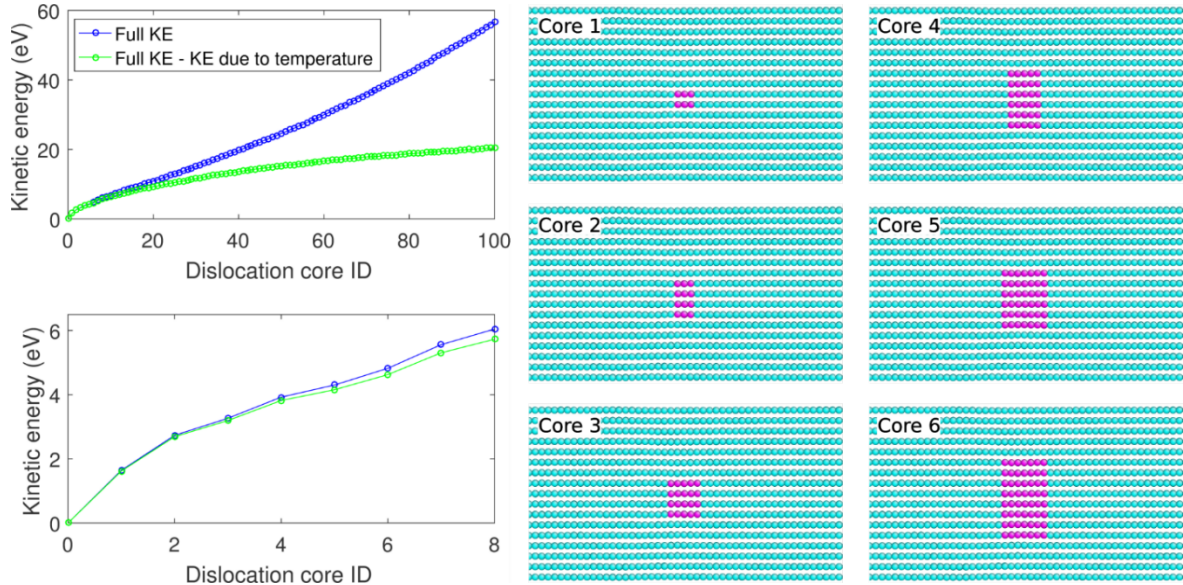 60
40
20
0
Kinetic energy (eV)
Full KE
Full KE - KE due to temperature
0 20 40 60 80 100
Dislocation core ID
6
4
2
0
Kinetic energy (eV)
0 2 4 6 8
Dislocation core ID
Core 1
Core 4
Core 2
Core 5
Core 3
Core 6